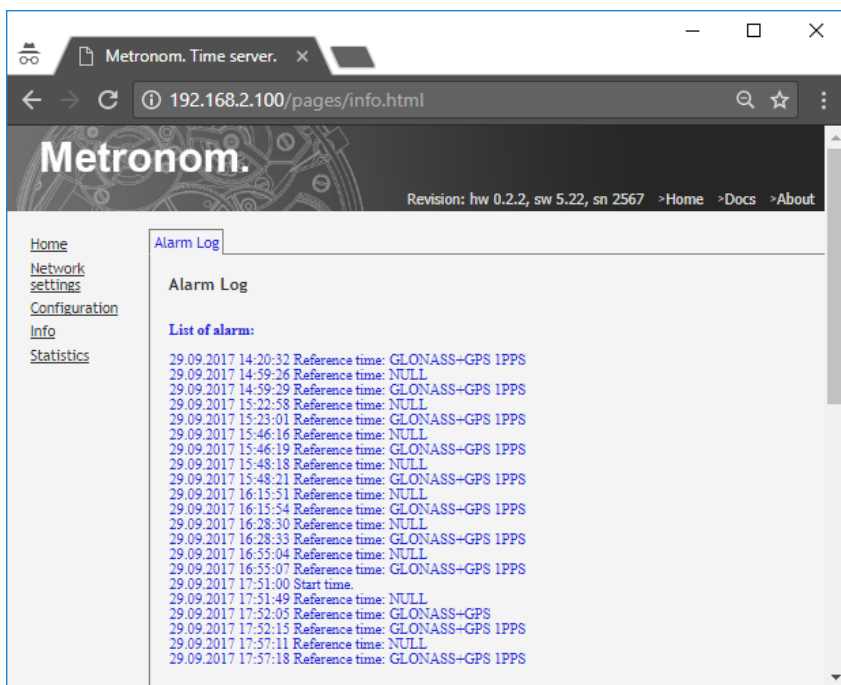 Metronom. Time server.
192.168.2.100/pages/info.html
Metronom.
Revision: hw 0.2.2, sw 5.22, sn 2567 >Home >Docs >About
Home
Network
settings
Configuration
Info
Statistics
Alarm Log
Alarm Log
List of alarm:
29.09.2017 14:20:32 Reference time: GLONASS+GPS 1PPS
29.09.2017 14:59:26 Reference time: NULL
29.09.2017 14:59:29 Reference time: GLONASS+GPS 1PPS
29.09.2017 15:22:58 Reference time: NULL
29.09.2017 15:23:01 Reference time: GLONASS+GPS 1PPS
29.09.2017 15:46:16 Reference time: NULL
29.09.2017 15:46:19 Reference time: GLONASS+GPS 1PPS
29.09.2017 15:48:18 Reference time: NULL
29.09.2017 15:48:21 Reference time: GLONASS+GPS 1PPS
29.09.2017 16:15:51 Reference time: NULL
29.09.2017 16:15:54 Reference time: GLONASS+GPS 1PPS
29.09.2017 16:28:30 Reference time: NULL
29.09.2017 16:28:33 Reference time: GLONASS+GPS 1PPS
29.09.2017 16:55:04 Reference time: NULL
29.09.2017 16:55:07 Reference time: GLONASS+GPS 1PPS
29.09.2017 17:51:00 Start time.
29.09.2017 17:51:49 Reference time: NULL
29.09.2017 17:52:05 Reference time: GLONASS+GPS
29.09.2017 17:52:15 Reference time: GLONASS+GPS 1PPS
29.09.2017 17:57:11 Reference time: NULL
29.09.2017 17:57:18 Reference time: GLONASS+GPS 1PPS